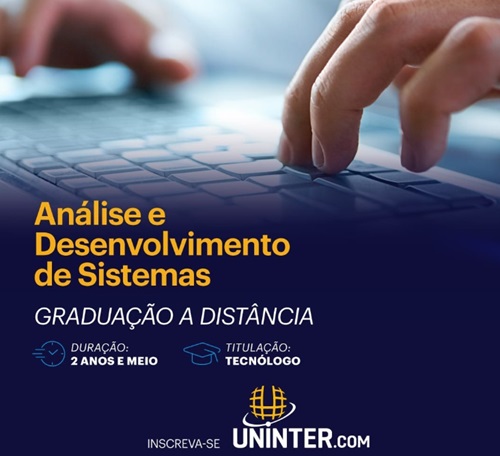 Análise e
Desenvolvimento
de Sistemas
GRADUAÇÃO A DISTÂNCIA
DURAÇÃO:
2 ANOS E MEIO
TITULAÇÃO:
TECNÓLOGO
INSCREVA-SE UNINTER.COM